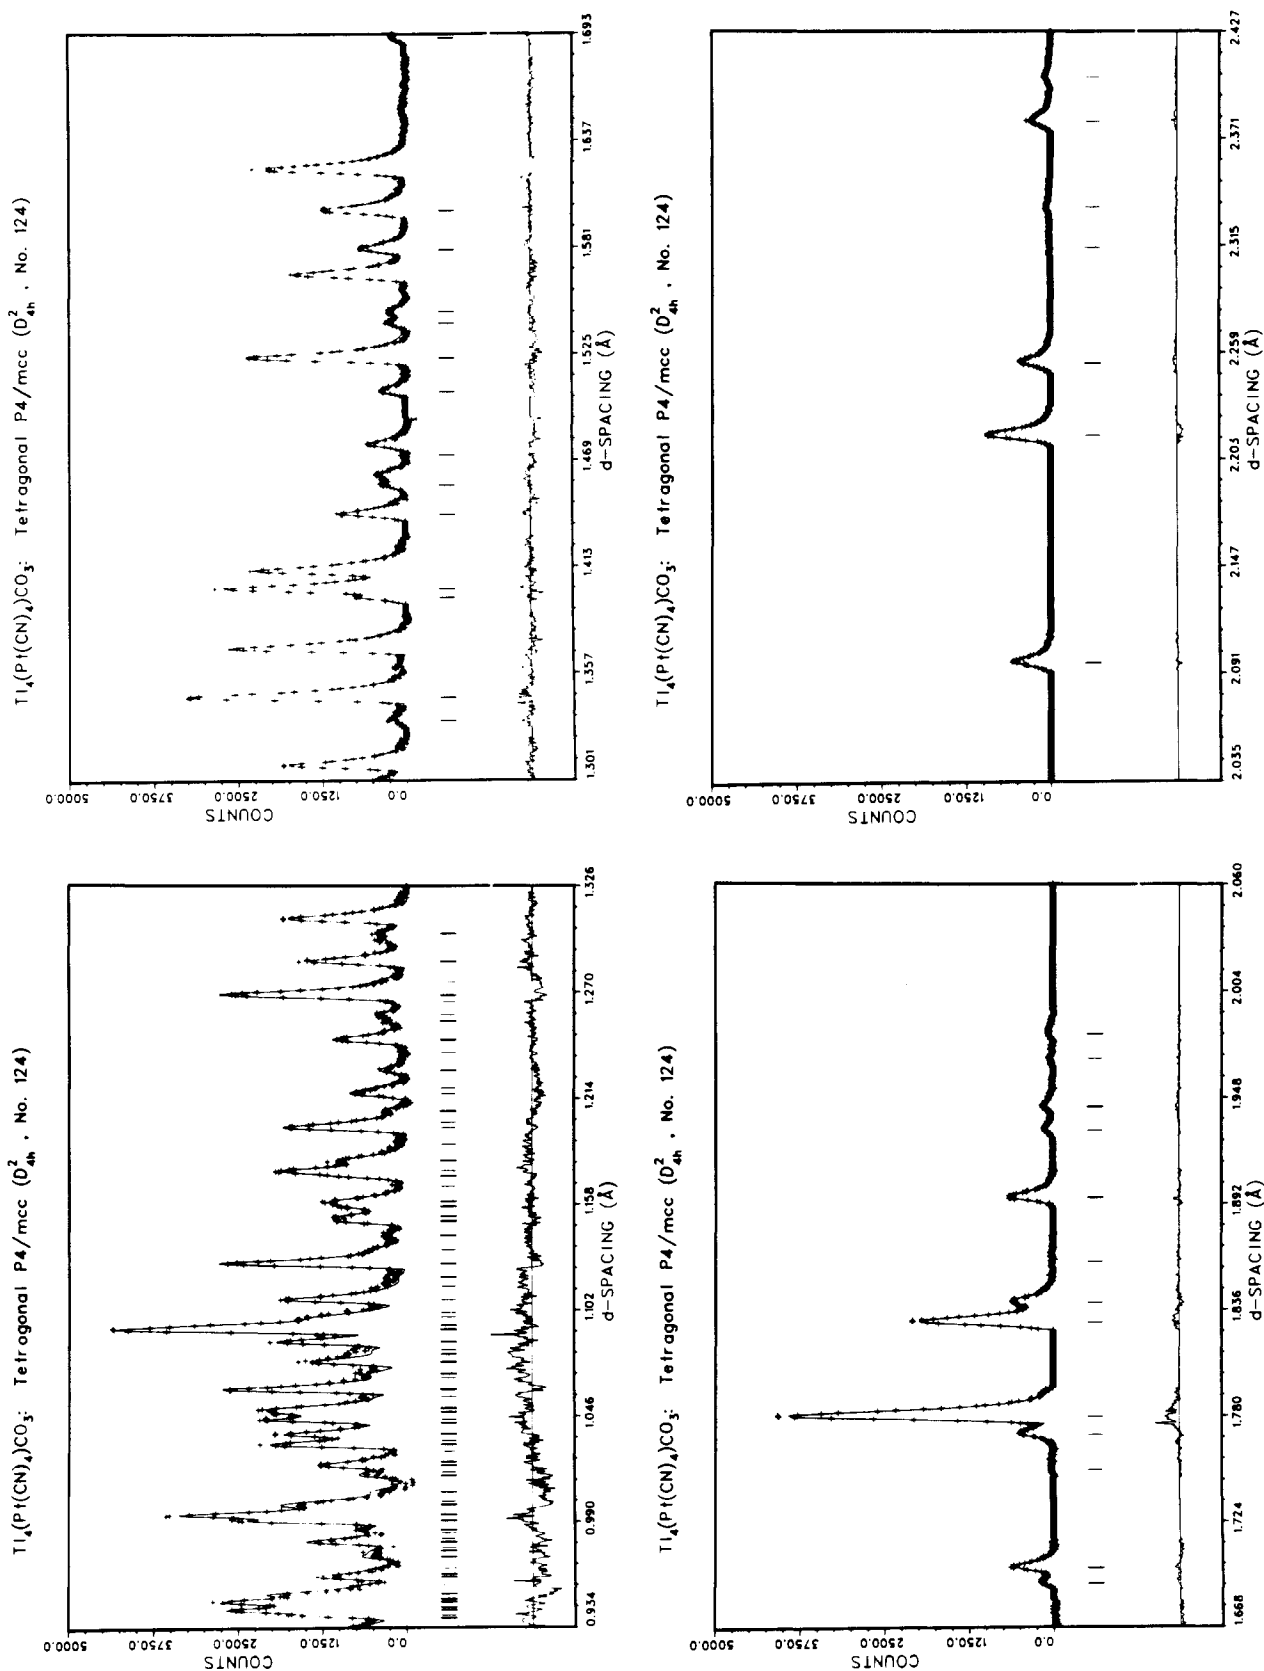 Tl₄(Pt(CN)₄)CO₃: Tetragonal P4/mcc (D²₄ₕ , No. 124)
COUNTS
5000.0
3750.0
2500.0
1250.0
0.0
0.934 0.990 1.046 1.102 1.158 1.214 1.270 1.326
d-SPACING (Å)
Tl₄(Pt(CN)₄)CO₃: Tetragonal P4/mcc (D²₄ₕ , No. 124)
COUNTS
5000.0
3750.0
2500.0
1250.0
0.0
1.301 1.357 1.413 1.469 1.525 1.581 1.637 1.693
d-SPACING (Å)
Tl₄(Pt(CN)₄)CO₃: Tetragonal P4/mcc (D²₄ₕ , No. 124)
COUNTS
5000.0
3750.0
2500.0
1250.0
0.0
1.668 1.724 1.780 1.836 1.892 1.948 2.004 2.060
d-SPACING (Å)
Tl₄(Pt(CN)₄)CO₃: Tetragonal P4/mcc (D²₄ₕ , No. 124)
COUNTS
5000.0
3750.0
2500.0
1250.0
0.0
2.035 2.091 2.147 2.203 2.259 2.315 2.371 2.427
d-SPACING (Å)